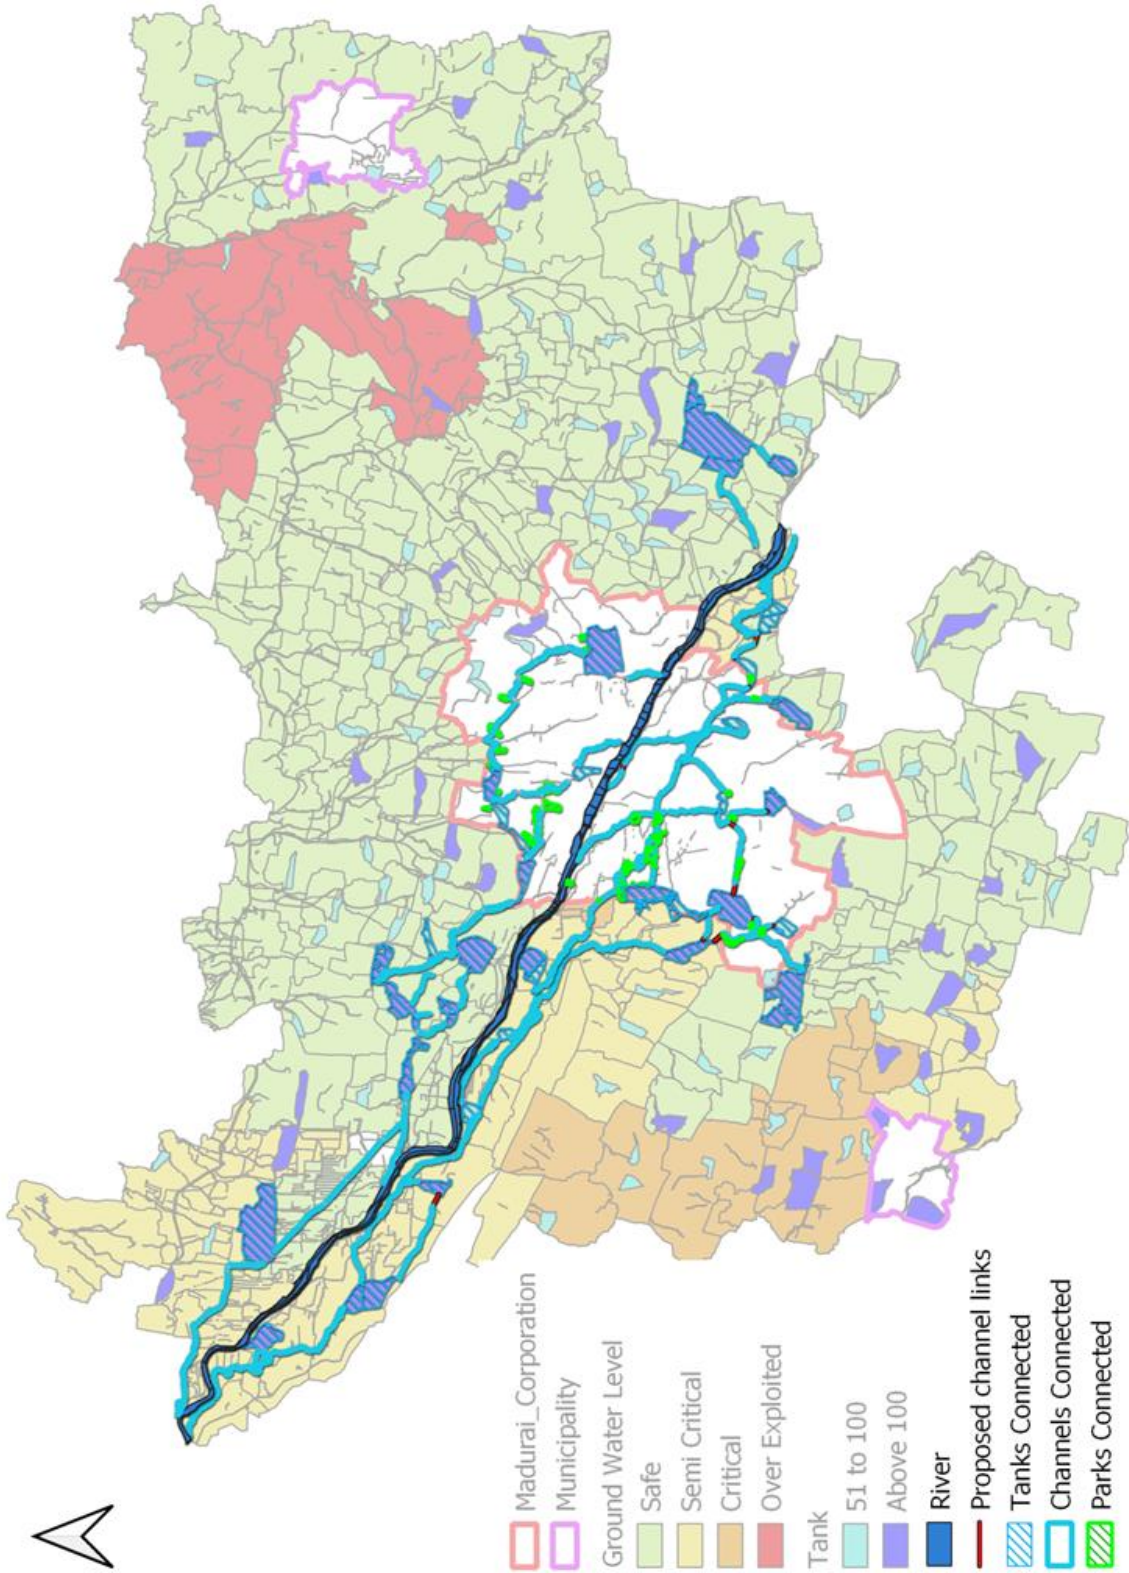 Madurai_Corporation
Municipality
Ground Water Level
Safe
Semi Critical
Critical
Over Exploited
Tank
51 to 100
Above 100
River
Proposed channel links
Tanks Connected
Channels Connected
Parks Connected